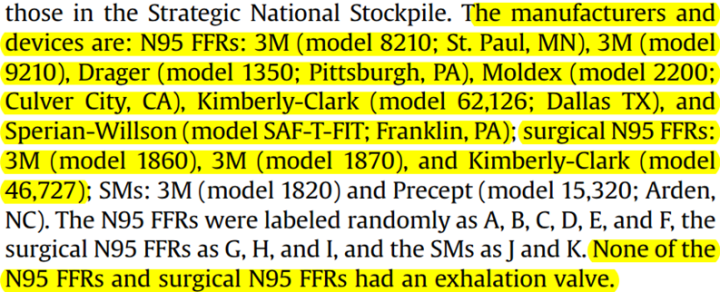 those in the Strategic National Stockpile. The manufacturers and
devices are: N95 FFRs: 3M (model 8210; St. Paul, MN), 3M (model
9210), Drager (model 1350; Pittsburgh, PA), Moldex (model 2200;
Culver City, CA), Kimberly-Clark (model 62,126; Dallas TX), and
Sperian-Willson (model SAF-T-FIT; Franklin, PA); surgical N95 FFRs:
3M (model 1860), 3M (model 1870), and Kimberly-Clark (model
46,727); SMs: 3M (model 1820) and Precept (model 15,320; Arden,
NC). The N95 FFRs were labeled randomly as A, B, C, D, E, and F, the
surgical N95 FFRs as G, H, and I, and the SMs as J and K. None of the
N95 FFRs and surgical N95 FFRs had an exhalation valve.